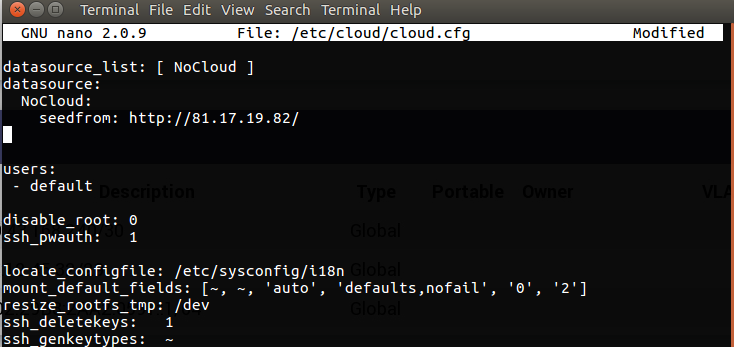 Terminal File Edit View Search Terminal Help
GNU nano 2.0.9 File: /etc/cloud/cloud.cfg Modified
datasource_list: [ NoCloud ]
datasource:
NoCloud:
seedfrom: http://81.17.19.82/
users:
- default
Description Type Portable Owner VLA
disable_root: 0
ssh_pwauth: 1
Global
locale_configfile: /etc/sysconfig/i18n
Global
mount_default_fields: [~, ~, 'auto', 'defaults,nofail', '0', '2']
resize_rootfs_tmp: /dev
Global
ssh_deletekeys: 1
ssh_genkeytypes: ~